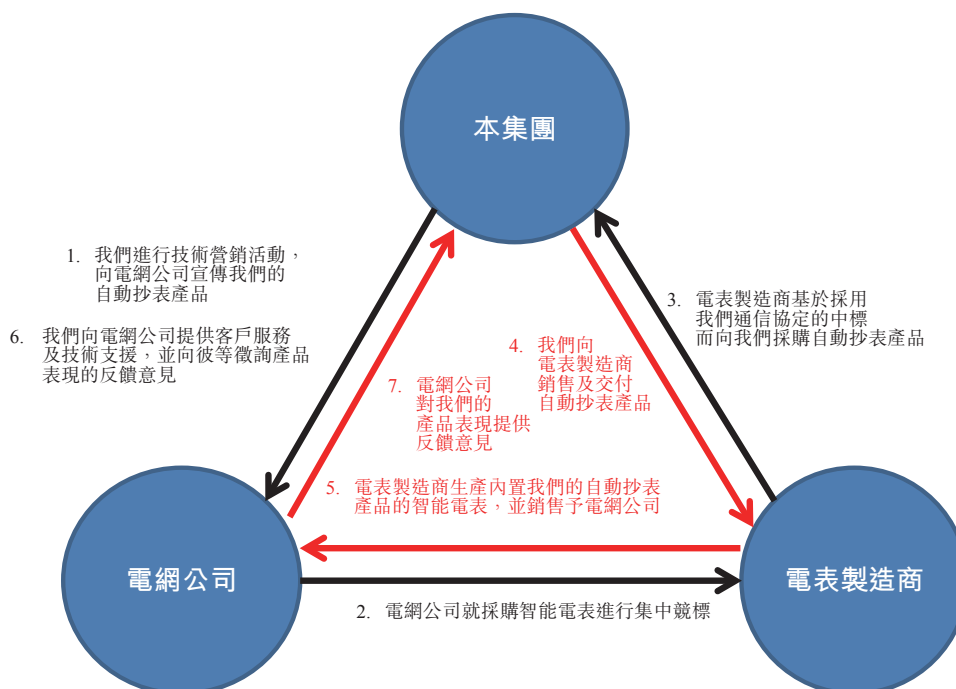 本集團
1. 我們進行技術營銷活動，
向電網公司宣傳我們的
自動抄表產品
6. 我們向電網公司提供客戶服務
及技術支援，並向彼等徵詢產品
表現的反饋意見
3. 電表製造商基於採用
我們通信協定的中標
而向我們採購自動抄表產品
4. 我們向
電表製造商
銷售及交付
自動抄表產品
7. 電網公司
對我們的
產品表現提供
反饋意見
5. 電表製造商生產內置我們的自動抄表
產品的智能電表，並銷售予電網公司
電網公司
電表製造商
2. 電網公司就採購智能電表進行集中競標